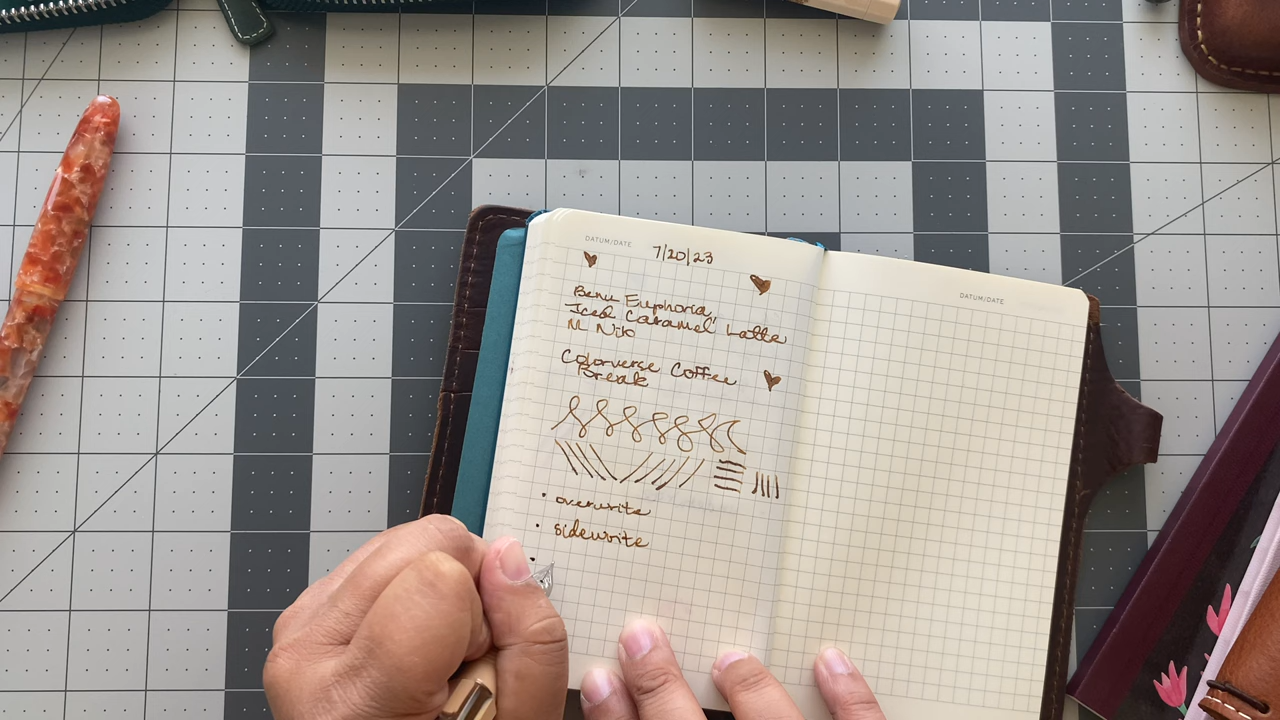 DATUM/DATE
7/20/23
Benu Euphoria,
Iced Caramel Latte
M Nib
Colorverse Coffee
Break
• overwrite
• sidewrite
•
DATUM/DATE